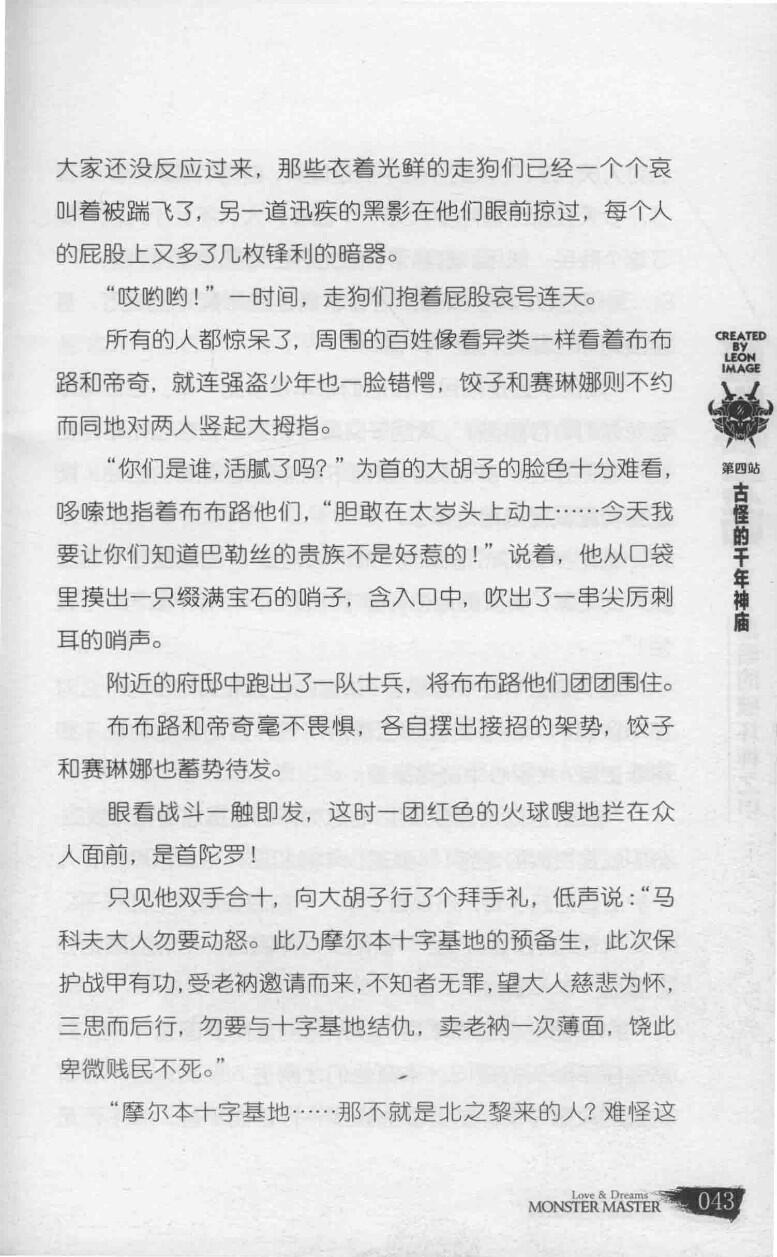 大家还没反应过来，那些衣着光鲜的走狗们已经一个个哀
叫着被踹飞了，另一道迅疾的黑影在他们眼前掠过，每个人
的屁股上又多了几枚锋利的暗器。
“哎哟哟！”一时间，走狗们抱着屁股哀号连天。
所有的人都惊呆了，周围的百姓像看异类一样看着布布
路和帝奇，就连强盗少年也一脸错愕，饺子和赛琳娜则不约
而同地对两人竖起大拇指。
“你们是谁，活腻了吗？”为首的大胡子的脸色十分难看，
哆嗦地指着布布路他们，“胆敢在太岁头上动土……今天我
要让你们知道巴勒丝的贵族不是好惹的！”说着，他从口袋
里摸出一只缀满宝石的哨子，含入口中，吹出了一串尖厉刺
耳的哨声。
附近的府邸中跑出了一队士兵，将布布路他们团团围住。
布布路和帝奇毫不畏惧，各自摆出接招的架势，饺子
和赛琳娜也蓄势待发。
眼看战斗一触即发，这时一团红色的火球嗖地拦在众
人面前，是首陀罗！
只见他双手合十，向大胡子行了个拜手礼，低声说：“马
科夫大人勿要动怒。此乃摩尔本十字基地的预备生，此次保
护战甲有功，受老衲邀请而来，不知者无罪，望大人慈悲为怀，
三思而后行，勿要与十字基地结仇，卖老衲一次薄面，饶此
卑微贱民不死。”
“摩尔本十字基地……那不就是北之黎来的人？难怪这
CREATED
BY
LEON
IMAGE
第四站
古怪的千年神庙
Love & Dreams
MONSTER MASTER
043